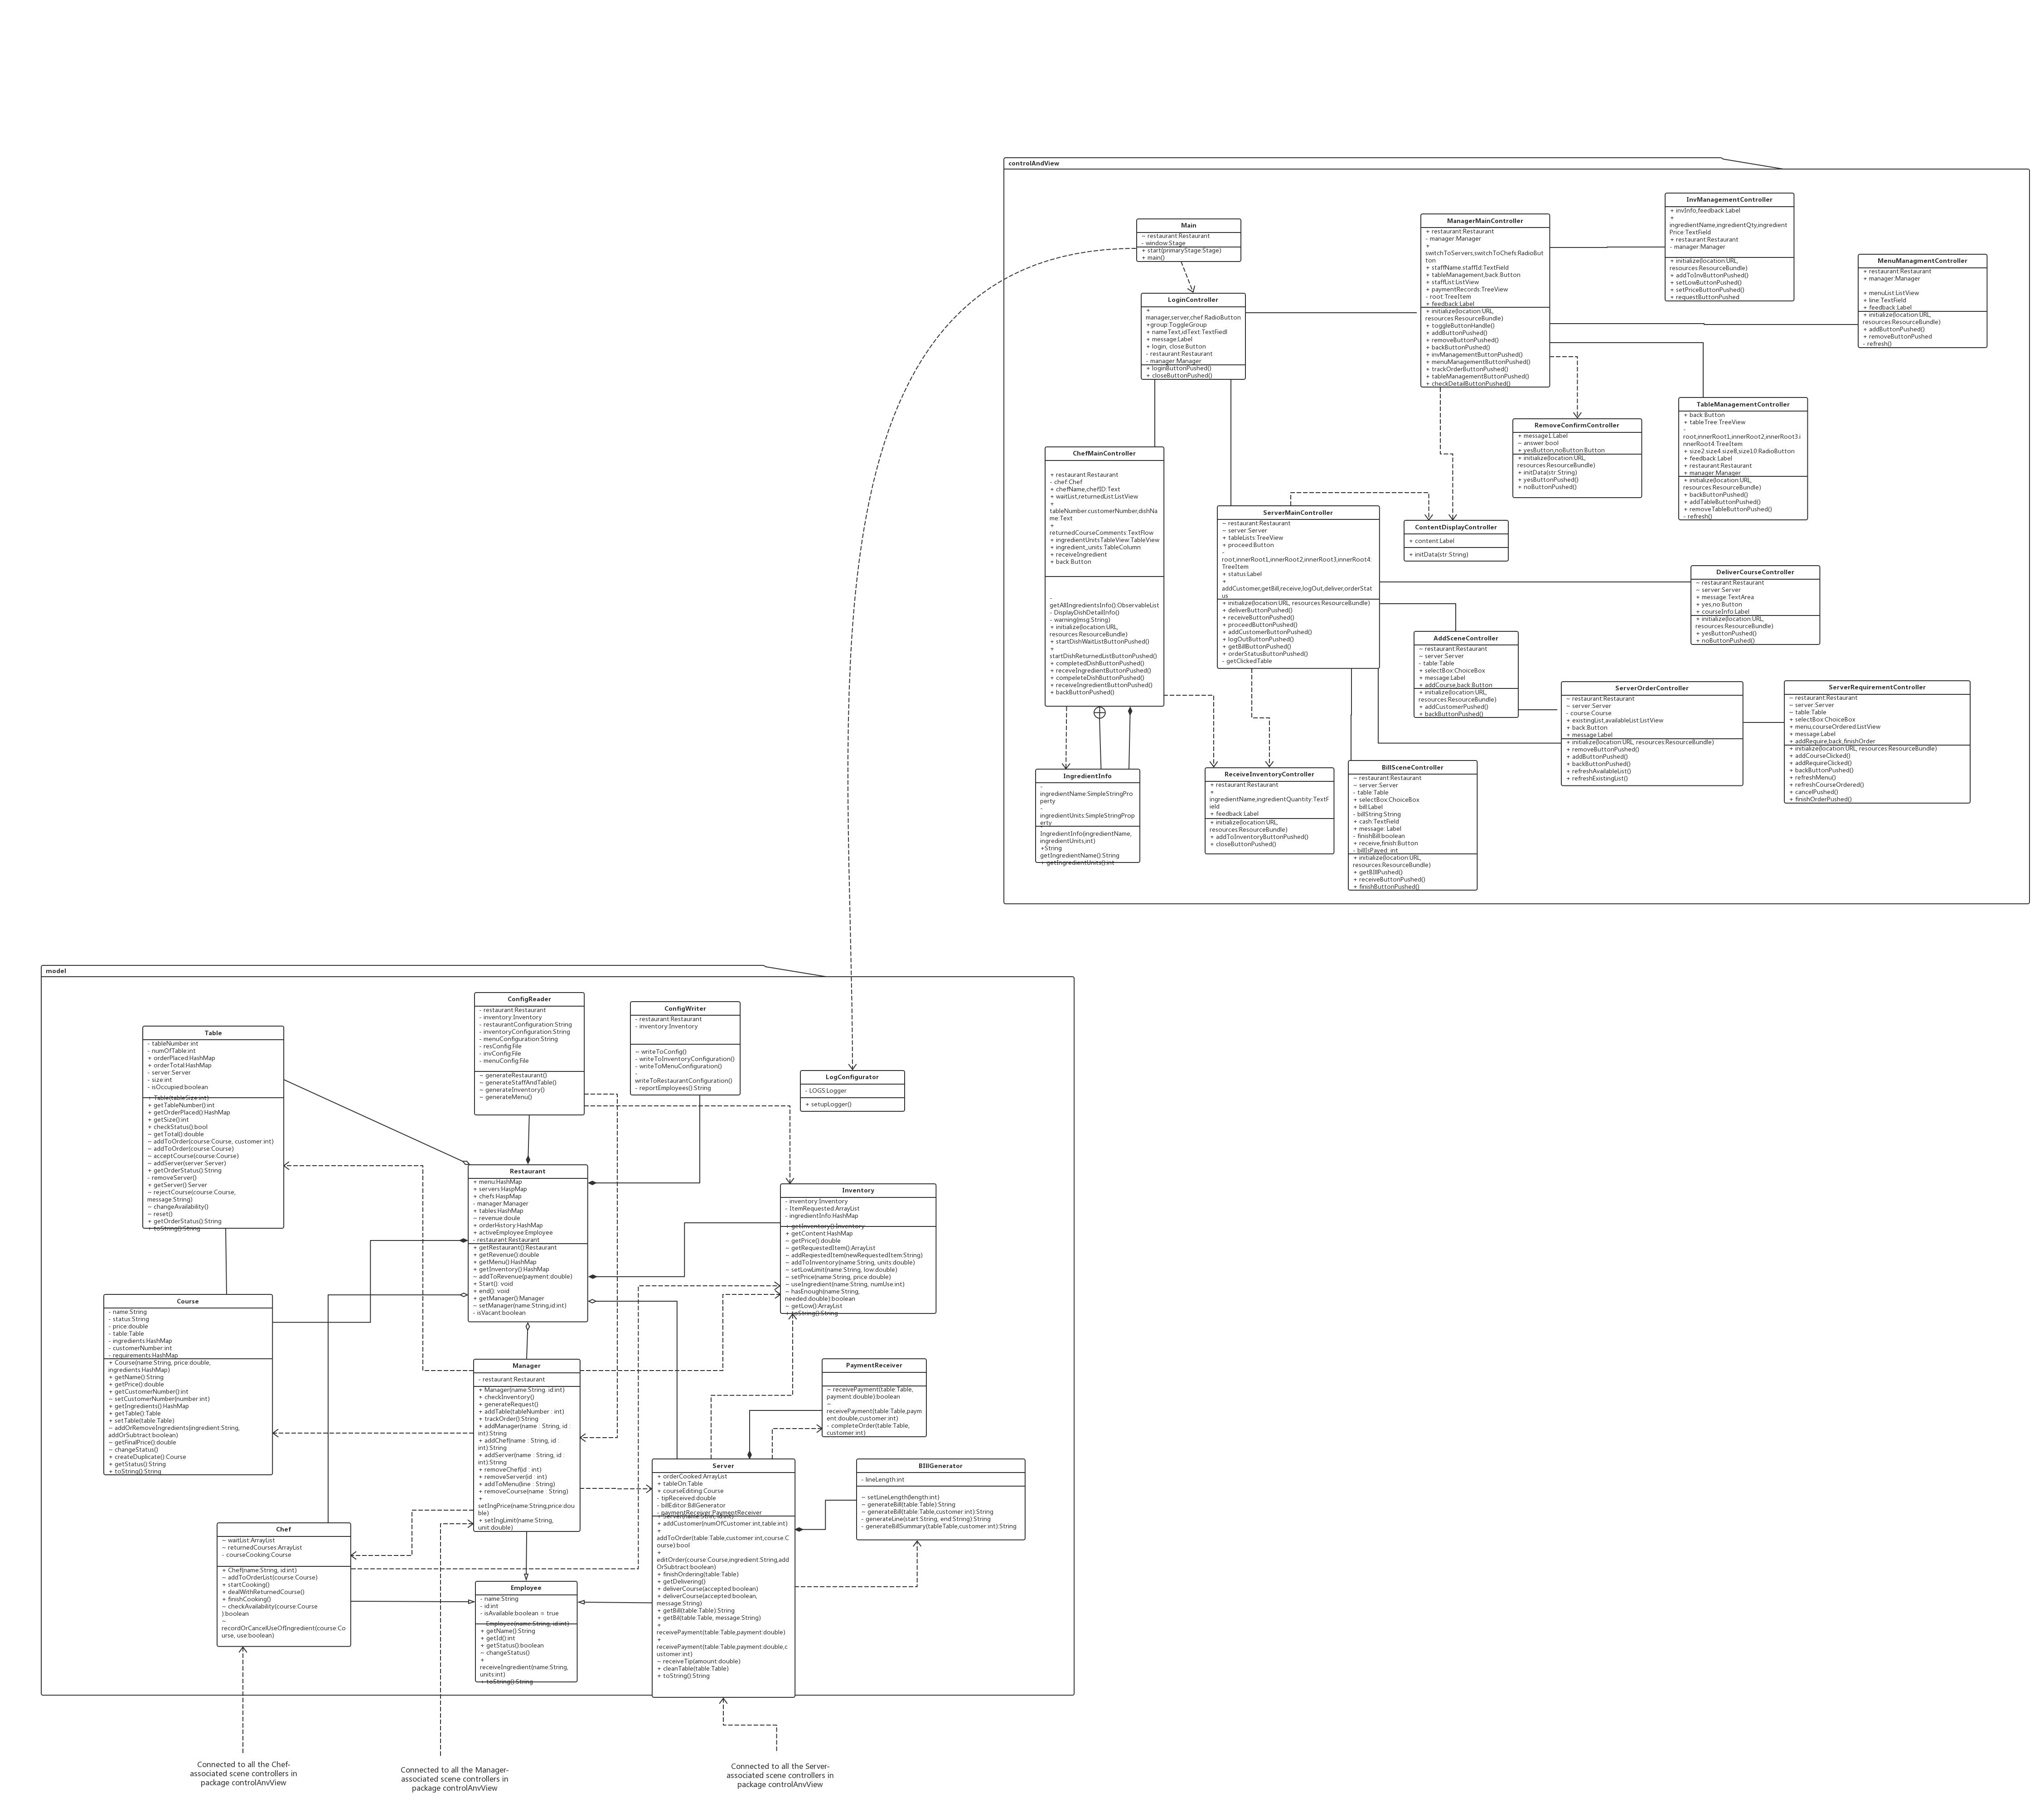 controlAndView
Main
~ restaurant:Restaurant
- window:Stage
+ start(primaryStage:Stage)
+ main()
LoginController
+
manager,server,chef:RadioButton
+group:ToggleGroup
+ nameText,idText:TextFiedl
+ message:Label
+ login, close:Button
- restaurant:Restaurant
- manager:Manager
+ loginButtonPushed()
+ closeButtonPushed()
ManagerMainController
+ restaurant:Restaurant
- manager:Manager
+
switchToServers,switchToChefs:RadioBut
ton
+ staffName.staffId:TextField
+ tableManagement,back:Button
+ staffList:ListView
+ paymentRecords:TreeView
- root:TreeItem
+ feedback:Label
+ initialize(location:URL,
resources:ResourceBundle)
+ toggleButtonHandle()
+ addButtonPushed()
+ removeButtonPushed()
+ backButtonPushed()
+ invManagementButtonPushed()
+ menuManagementButtonPushed()
+ trackOrderButtonPushed()
+ tableManagementButtonPushed()
+ checkDetailButtonPushed()
InvManagementController
+ invInfo,feedback:Label
+
ingredientName,ingredientQty,ingredient
Price:TextField
+ restaurant:Restaurant
- manager:Manager
+ initialize(location:URL,
resources:ResourceBundle)
+ addToInvButtonPushed()
+ setLowButtonPushed()
+ setPriceButtonPushed()
+ requestButtonPushed
MenuManagmentController
+ restaurant:Restaurant
+ manager:Manager
+ menuList:ListView
+ line:TextField
+ feedback:Label
+ initialize(location:URL,
resources:ResourceBundle)
+ addButtonPushed()
+ removeButtonPushed
- refresh()
TableManagementController
+ back:Button
+ tableTree:TreeView
-
root,innerRoot1,innerRoot2,innerRoot3.i
nnerRoot4:TreeItem
+ size2.size4.size8,size10:RadioButton
+ feedback:Label
+ restaurant:Restaurant
+ manager:Manager
+ initialize(location:URL,
resources:ResourceBundle)
+ backButtonPushed()
+ addTableButtonPushed()
+ removeTableButtonPushed()
- refresh()
RemoveConfirmController
+ message1:Label
~ answer:bool
+ yesButton,noButton:Button
+ initialize(location:URL,
resources:ResourceBundle)
+ initData(str:String)
+ yesButtonPushed()
+ noButtonPushed()
ChefMainController
+ restaurant:Restaurant
- chef:Chef
+ chefName,chefID:Text
+ waitList,returnedList:ListView
+
tableNumber.customerNumber,dishNa
me:Text
+
returnedCourseComments:TextFlow
+ ingredientUnitsTableView:TableView
+ ingredient_units:TableColumn
+ receiveIngredient
+ back:Button
-
getAllIngredientsInfo():ObservableList
- DisplayDishDetailInfo()
- warning(msg:String)
+ initialize(location:URL,
resources:ResourceBundle)
+ startDishWaitListButtonPushed()
+
startDishReturnedListButtonPushed()
+ completedDishButtonPushed()
+ receveIngredientButtonPushed()
+ compeleteDishButtonPushed()
+ receiveIngredientButtonPushed()
+ backButtonPushed()
ServerMainController
~ restaurant:Restaurant
~ server:Server
+ tableLists:TreeView
+ proceed:Button
-
root,innerRoot1,innerRoot2,innerRoot3,innerRoot4:
TreeItem
+ status:Label
+
addCustomer,getBill,receive,logOut,deliver,orderStat
us
+ initialize(location:URL, resources:ResourceBundle)
+ deliverButtonPushed()
+ receiveButtonPushed()
+ proceedButtonPushed()
+ addCustomerButtonPushed()
+ logOutButtonPushed()
+ getBillButtonPushed()
+ orderStatusButtonPushed()
- getClickedTable
ContentDisplayController
+ content:Label
+ initData(str:String)
DeliverCourseController
~ restaurant:Restaurant
~ server:Server
+ message:TextArea
+ yes,no:Button
+ courseInfo:Label
+ initialize(location:URL,
resources:ResourceBundle)
+ yesButtonPushed()
+ noButtonPushed()
AddSceneController
~ restaurant:Restaurant
~ server:Server
- table:Table
+ selectBox:ChoiceBox
+ message:Label
+ addCourse,back:Button
+ initialize(location:URL,
resources:ResourceBundle)
+ addCustomerPushed()
+ backButtonPushed()
ServerOrderController
~ restaurant:Restaurant
~ server:Server
- course:Course
+ existingList,availableList:ListView
+ back:Button
+ message:Label
+ initialize(location:URL, resources:ResourceBundle)
+ removeButtonPushed()
+ addButtonPushed()
+ backButtonPushed()
+ refreshAvailableList()
+ refreshExistingList()
ServerRequirementController
~ restaurant:Restaurant
~ server:Server
~ table:Table
+ selectBox:ChoiceBox
+ menu,courseOrdered:ListView
+ message:Label
+ addRequire,back,finishOrder
+ initialize(location:URL, resources:ResourceBundle)
+ addCourseClicked()
+ addRequireClicked()
+ backButtonPushed()
+ refreshMenu()
+ refreshCourseOrdered()
+ cancelPushed()
+ finishOrderPushed()
IngredientInfo
-
ingredientName:SimpleStringPro
perty
-
ingredientUnits:SimpleStringProp
erty
IngredientInfo(ingredientName,
ingredientUnits,int)
+String
getIngredientName():String
+ getIngredientUnits():int
ReceiveInventoryController
+ restaurant:Restaurant
+
ingredientName,ingredientQuantity:TextF
ield
+ feedback:Label
+ initialize(location:URL,
resources:ResourceBundle)
+ addToInventoryButtonPushed()
+ closeButtonPushed()
BillSceneController
~ restaurant:Restaurant
~ server:Server
- table:Table
+ selectBox:ChoiceBox
+ bill:Label
- billString:String
+ cash:TextField
+ message: Label
- finishBill:boolean
+ receive,finish:Button
- billIsPayed: int
+ initialize(location:URL,
resources:ResourceBundle)
+ getBIllPushed()
+ receiveButtonPushed()
+ finishButtonPushed()
model
ConfigReader
- restaurant:Restaurant
- inventory:Inventory
- restaurantConfiguration:String
- inventoryConfiguration:String
- menuConfiguration:String
- resConfig:File
- invConfig:File
- menuConfig:File
~ generateRestaurant()
~ generateStaffAndTable()
~ generateInventory()
~ generateMenu()
ConfigWriter
- restaurant:Restaurant
- inventory:Inventory
~ writeToConfig()
- writeToInventoryConfiguration()
- writeToMenuConfiguration()
-
writeToRestaurantConfiguration()
- reportEmployees():String
Table
- tableNumber:int
- numOfTable:int
+ orderPlaced:HashMap
+ orderTotal:HashMap
- server:Server
- size:int
- isOccupied:boolean
+ Table(tableSize:int)
+ getTableNumber():int
+ getOrderPlaced():HashMap
+ getSize():int
+ checkStatus():bool
~ getTotal():double
~ addToOrder(course:Course, customer:int)
~ addToOrder(course:Course)
~ acceptCourse(course:Course)
~ addServer(server:Server)
+ getOrderStatus():String
- removeServer()
+ getServer():Server
~ rejectCourse(course:Course,
message:String)
~ changeAvailability()
~ reset()
+ getOrderStatus():String
+ toString():String
LogConfigurator
- LOGS:Logger
+ setupLogger()
Restaurant
+ menu:HashMap
+ servers:HaspMap
+ chefs:HaspMap
- manager:Manager
+ tables:HashMap
~ revenue:doule
+ orderHistory:HashMap
+ activeEmployee:Employee
- restaurant:Restaurant
+ getRestaurant():Restaurant
+ getRevenue():double
+ getMenu():HashMap
+ getInventory():HashMap
~ addToRevenue(payment:double)
+ Start(): void
+ end(): void
+ getManager():Manager
~ setManager(name:String,id:int)
- isVacant:boolean
Inventory
- inventory:Inventory
- ItemRequested:ArrayList
- ingredientInfo:HashMap
+ getInventory():Inventory
+ getContent:HashMap
~ getPrice():double
~ getRequestedItem():ArrayList
~ addReqiestedItem(newRequestedItem:String)
~ addToInventory(name:String, units:double)
~ setLowLimit(name:String, low:double)
~ setPrice(name:String, price:double)
~ useIngredient(name:String, numUse:int)
~ hasEnough(name:String,
needed:double):boolean
~ getLow():ArrayList
+ toString():String
Course
- name:String
- status:String
- price:double
- table:Table
- ingredients:HashMap
- customerNumber:int
- requirements:HashMap
+ Course(name:String, price:double,
ingredients:HashMap)
+ getName():String
+ getPrice():double
+ getCustomerNumber():int
~ setCustomerNumber(number:int)
+ getIngredients():HashMap
+ getTable():Table
+ setTable(table:Table)
~ addOrRemoveIngredients(ingredient:String,
addOrSubtract:boolean)
~ getFinalPrice():double
~ changeStatus()
+ createDuplicate():Course
+ getStatus():String
+ toString():String
Manager
- restaurant:Restaurant
+ Manager(name:String, id:int)
+ checkInventory()
+ generateRequest()
+ addTable(tableNumber : int)
+ trackOrder():String
+ addManager(name : String, id :
int):String
+ addChef(name : String, id :
int):String
+ addServer(name : String, id :
int):String
+ removeChef(id : int)
+ removeServer(id : int)
+ addToMenu(line : String)
+ removeCourse(name : String)
+
setIngPrice(name:String,price:dou
ble)
+ setIngLimit(name:String,
unit:double)
PaymentReceiver
~ receivePayment(table:Table,
payment:double):boolean
~
receivePayment(table:Table,paym
ent:double,customer:int)
- completeOrder(table:Table,
customer:int)
Server
+ orderCooked:ArrayList
+ tableOn:Table
+ courseEditing:Course
- tipReceived:double
- billEditor:BillGenerator
- paymentReceiver:PaymentReceiver
+ Server(name:Strin, id:int)
+ addCustomer(numOfCustomer:int,table:int)
+
addToOrder(table:Table,customer:int,course:C
ourse):bool
+
editOrder(course:Course,ingredient:String,add
OrSubtract:boolean)
+ finishOrdering(table:Table)
+ getDelivering()
+ deliverCourse(accepted:boolean)
+ deliverCourse(accepted:boolean,
message:String)
+ getBill(table:Table):String
+ getBil(table:Table, message:String)
+
receivePayment(table:Table,payment:double)
+
receivePayment(table:Table,payment:double,c
ustomer:int)
~ receiveTip(amount:double)
+ cleanTable(table:Table)
+ toString():String
BIllGenerator
- lineLength:int
~ setLineLength(length:int)
~ generateBill(table:Table):String
~ generateBill(table:Table,customer:int):String
- generateLine(start:String, end:String):String
- generateBillSummary(tableTable,customer:int):String
Chef
~ waitList:ArrayList
~ returnedCourses:ArrayList
- courseCooking:Course
+ Chef(name:String, id:int)
~ addToOrderList(course:Course)
+ startCooking()
+ dealWithReturnedCourse()
+ finishCooking()
~ checkAvailability(course:Course
):boolean
~
recordOrCancelUseOfIngredient(course:Co
urse, use:boolean)
Employee
- name:String
- id:int
- isAvailable:boolean = true
+ Employee(name:String, id:int)
+ getName():String
+ getId():int
+ getStatus():boolean
~ changeStatus()
+
receiveIngredient(name:String,
units:int)
+ toString():String
Connected to all the Chef-
associated scene controllers in
package controlAnvView
Connected to all the Manager-
associated scene controllers in
package controlAnvView
Connected to all the Server-
associated scene controllers in
package controlAnvView